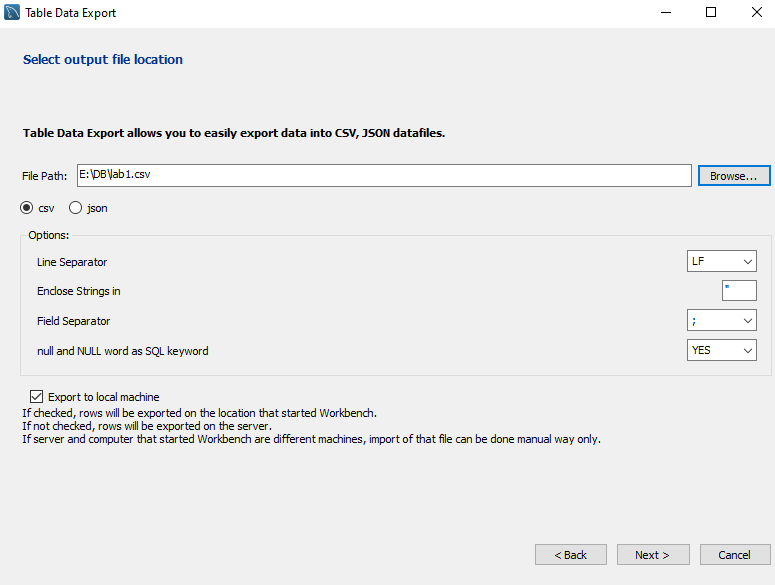 Table Data Export
Select output file location
Table Data Export allows you to easily export data into CSV, JSON datafiles.
File Path: E:\DB\lab1.csv Browse...
csv json
Options:
Line Separator LF
Enclose Strings in "
Field Separator ;
null and NULL word as SQL keyword YES
Export to local machine
If checked, rows will be exported on the location that started Workbench.
If not checked, rows will be exported on the server.
If server and computer that started Workbench are different machines, import of that file can be done manual way only.
< Back Next > Cancel